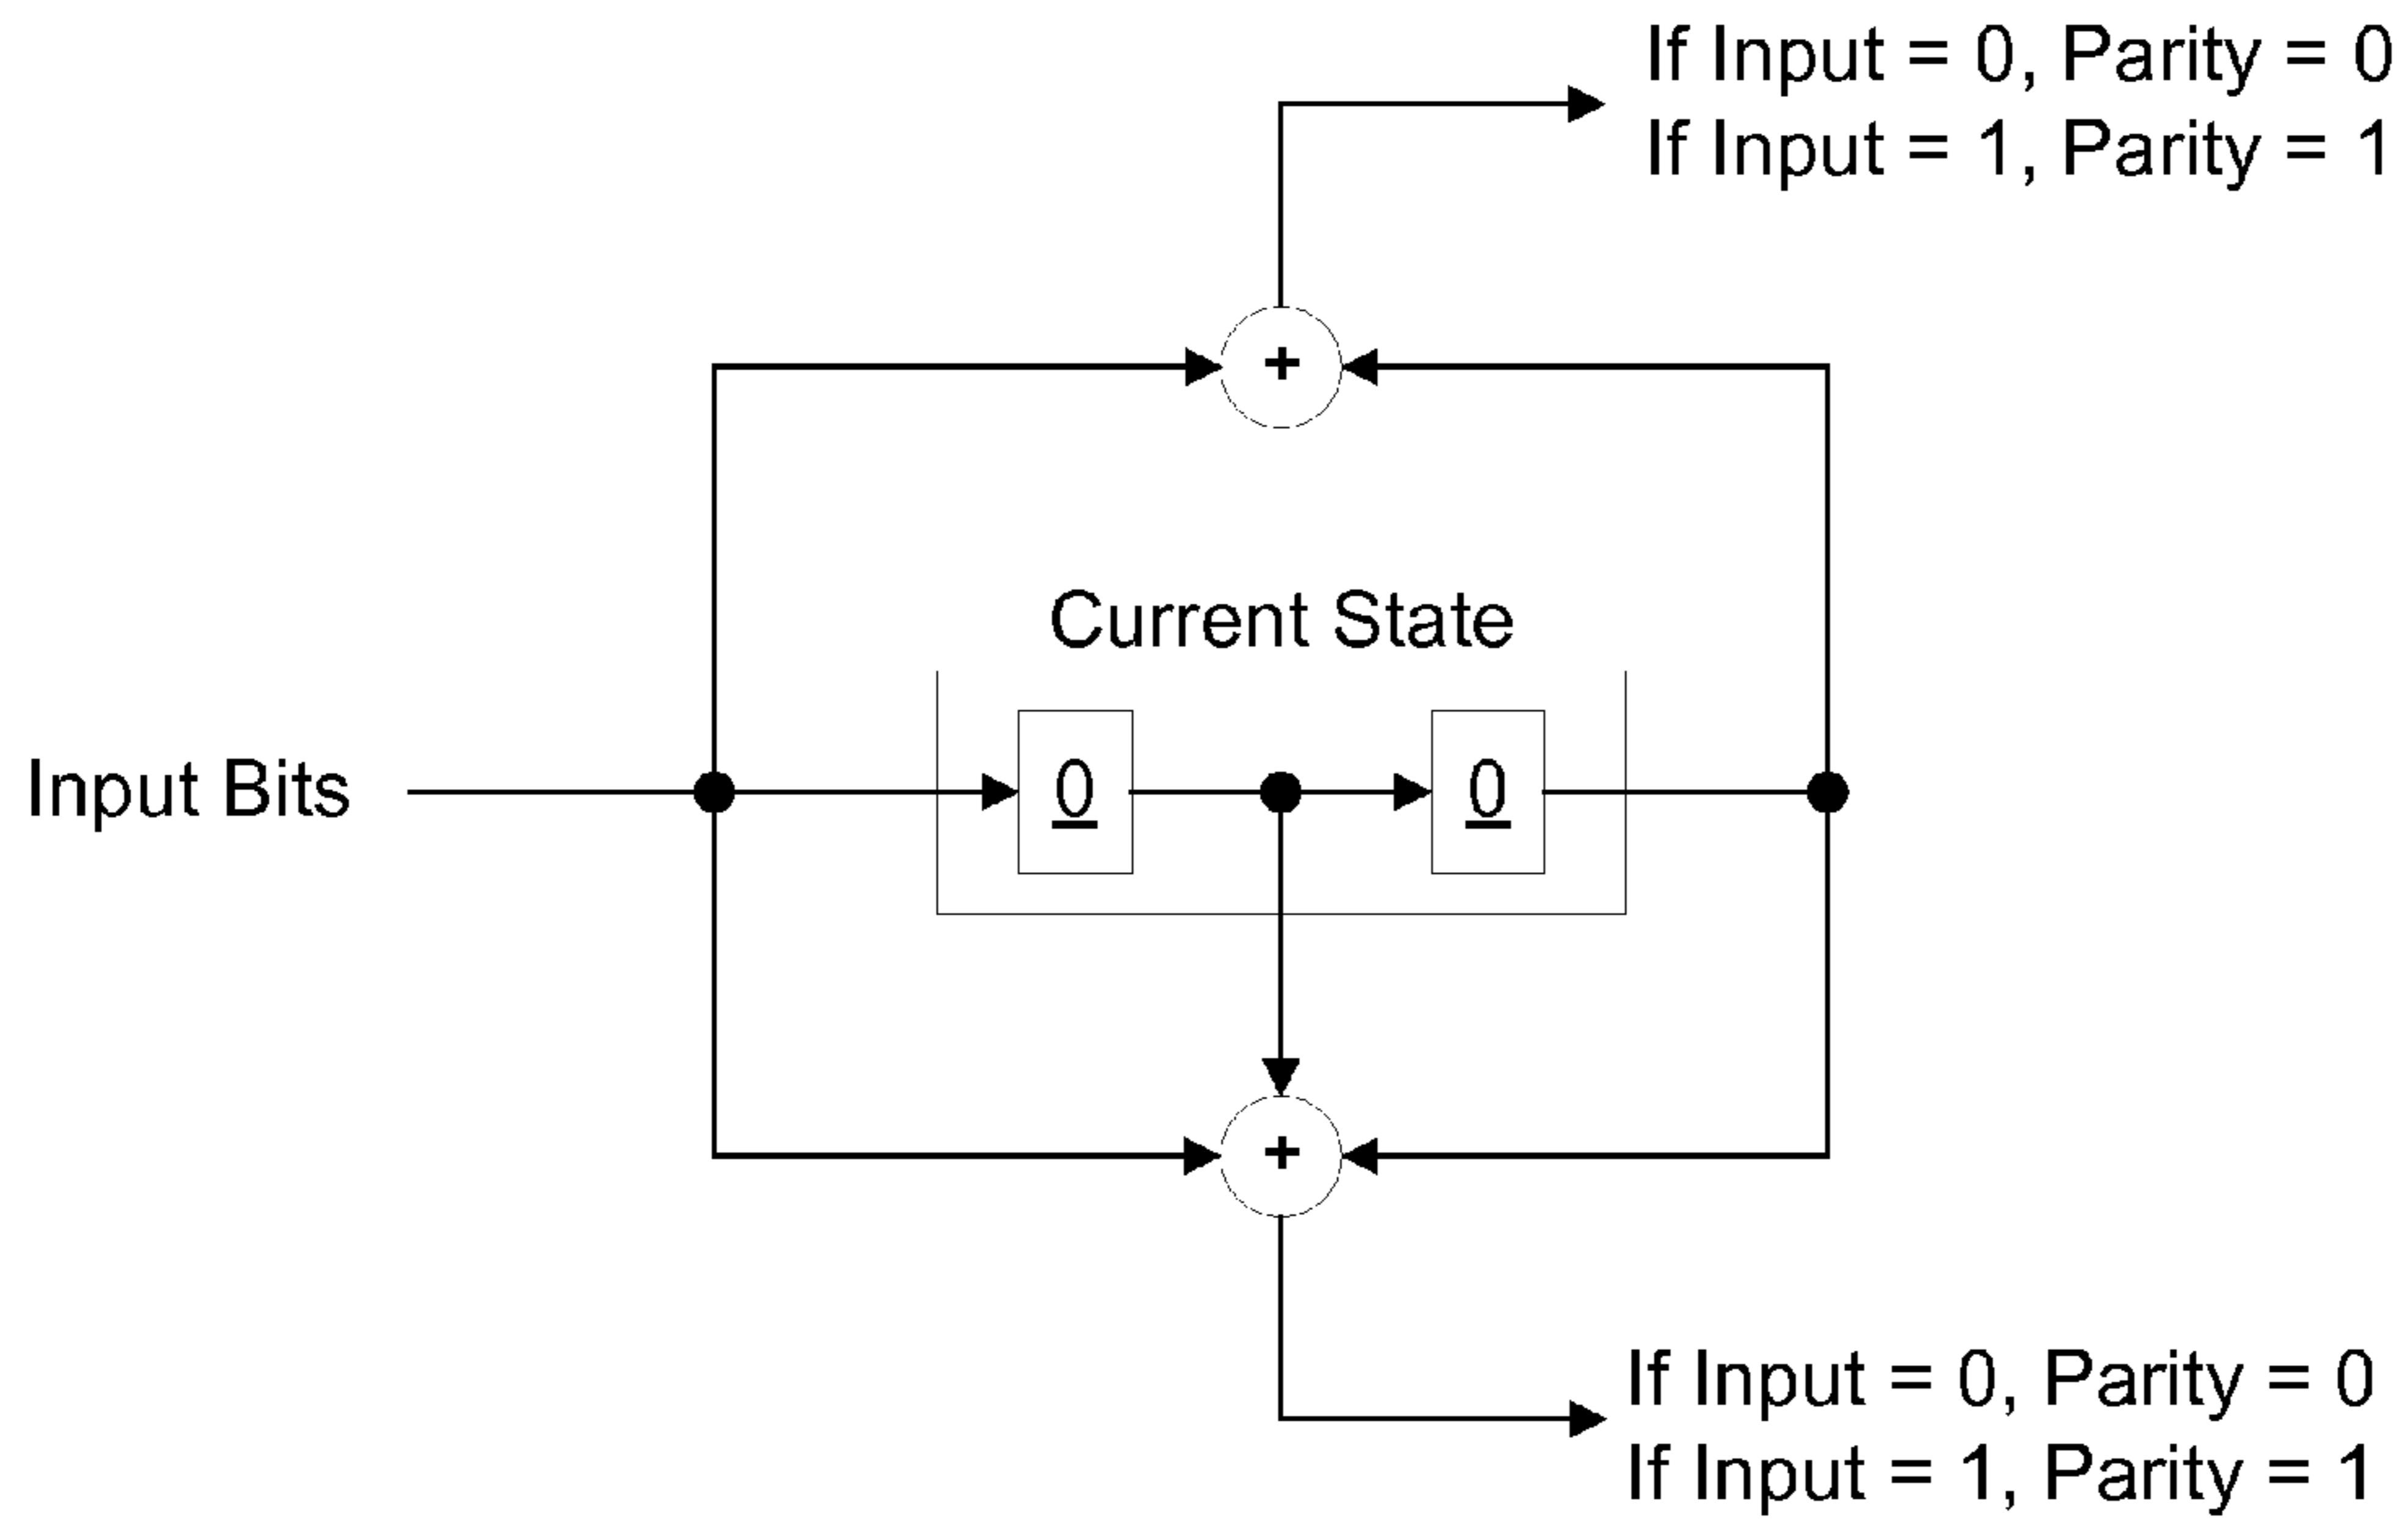 If Input = 0, Parity = 0
If Input = 1, Parity = 1
+
Current State
Input Bits
0
0
+
If Input = 0, Parity = 0
If Input = 1, Parity = 1